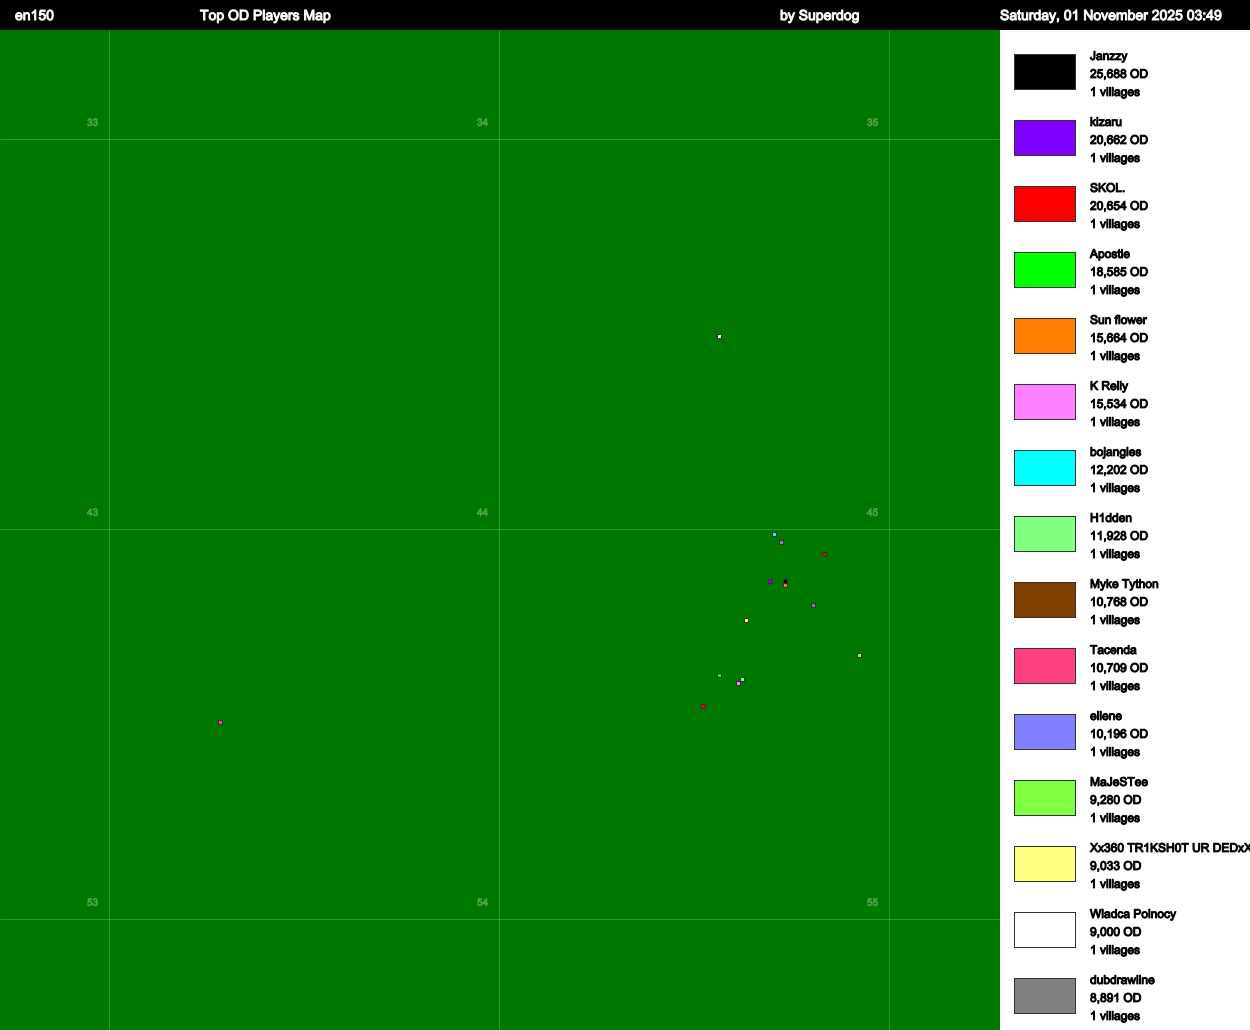 en150 Top OD Players Map by Superdog Saturday, 01 November 2025 03:49
33 34 35
43 44 45
53 54 55
Janzzy
25,688 OD
1 villages
kizaru
20,662 OD
1 villages
SKOL.
20,654 OD
1 villages
Apostle
18,585 OD
1 villages
Sun flower
15,664 OD
1 villages
K Relly
15,534 OD
1 villages
bojangles
12,202 OD
1 villages
H1dden
11,928 OD
1 villages
Myke Tython
10,768 OD
1 villages
Tacenda
10,709 OD
1 villages
ellene
10,196 OD
1 villages
MaJeSTee
9,280 OD
1 villages
Xx360 TR1KSH0T UR DEDxX
9,033 OD
1 villages
Wladca Polnocy
9,000 OD
1 villages
dubdrawline
8,891 OD
1 villages